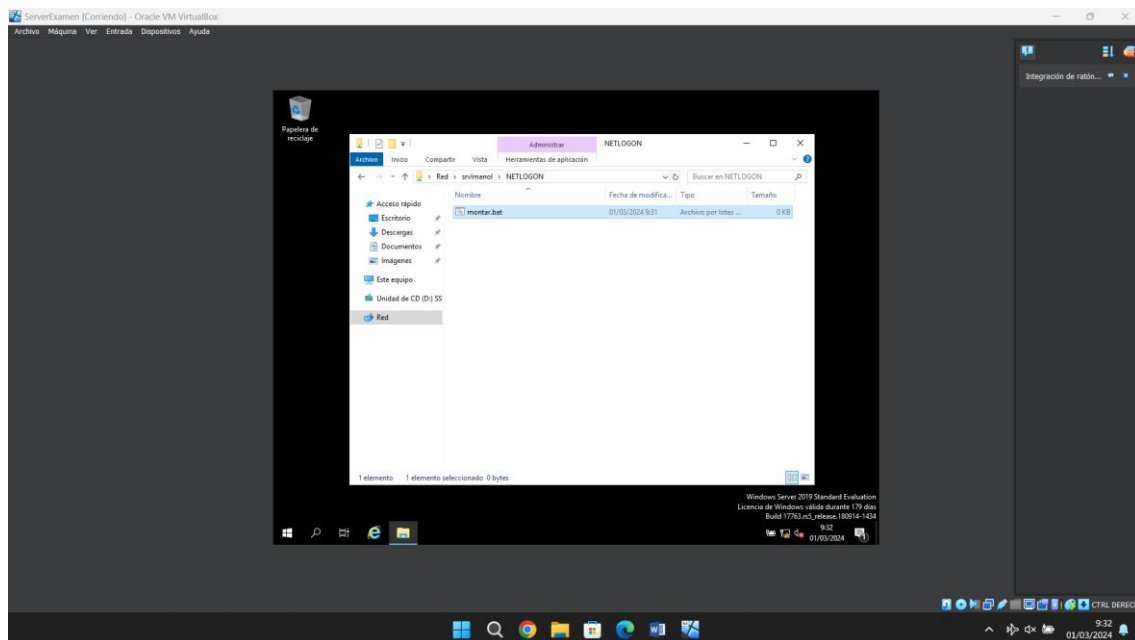 ServerExamen [Corriendo] - Oracle VM VirtualBox
Archivo Máquina Ver Entrada Dispositivos Ayuda
Integración de ratón...
Papelera de
reciclaje
Administrar NETLOGON
Archivo Inicio Compartir Vista Herramientas de aplicación
Red srvimanol NETLOGON Buscar en NETLOGON
Nombre Fecha de modifica... Tipo Tamaño
Acceso rápido
montar.bat 01/03/2024 9:31 Archivo por lotes ... 0 KB
Escritorio
Descargas
Documentos
Imágenes
Este equipo
Unidad de CD (D:) SS
Red
1 elemento 1 elemento seleccionado 0 bytes
Windows Server 2019 Standard Evaluation
Licencia de Windows válida durante 179 días
Build 17763.rs5_release.180914-1434
9:32
01/03/2024
CTRL DEREC
9:32
01/03/2024